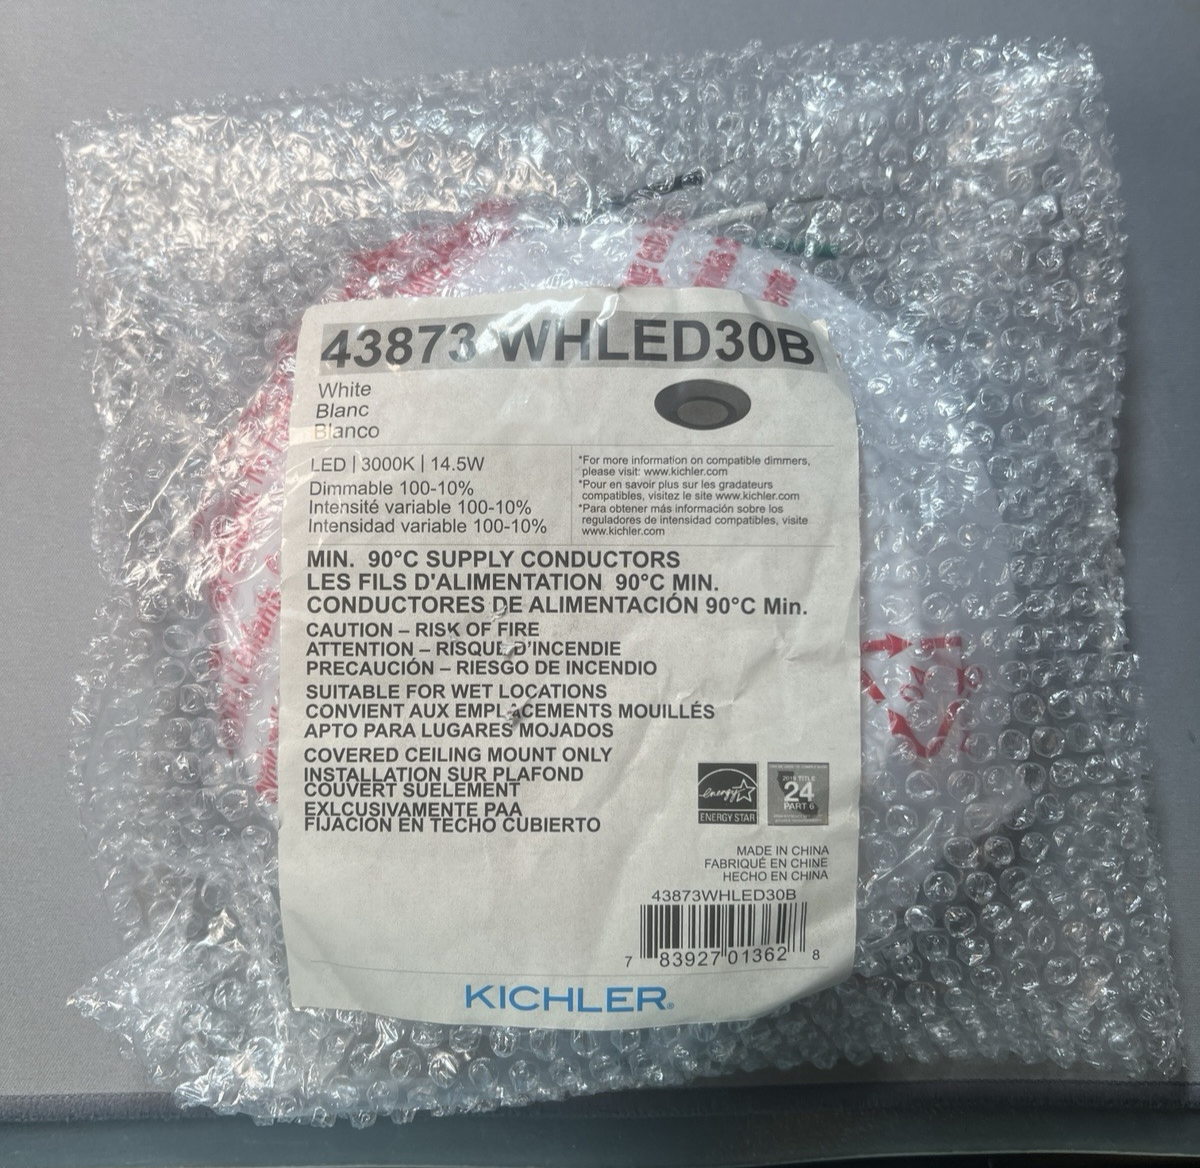 43873 WHLED30B
White
Blanc
Blanco
LED | 3000K | 14.5W
Dimmable 100-10%
Intensité variable 100-10%
Intensidad variable 100-10%
*For more information on compatible dimmers,
please visit: www.kichler.com
*Pour en savoir plus sur les gradateurs
compatibles, visitez le site www.kichler.com
*Para obtener más información sobre los
reguladores de intensidad compatibles, visite
www.kichler.com
MIN. 90°C SUPPLY CONDUCTORS
LES FILS D'ALIMENTATION 90°C MIN.
CONDUCTORES DE ALIMENTACIÓN 90°C Min.
CAUTION – RISK OF FIRE
ATTENTION – RISQUE D'INCENDIE
PRECAUCIÓN – RIESGO DE INCENDIO
SUITABLE FOR WET LOCATIONS
CONVIENT AUX EMPLACEMENTS MOUILLÉS
APTO PARA LUGARES MOJADOS
COVERED CEILING MOUNT ONLY
INSTALLATION SUR PLAFOND
COUVERT SUELEMENT
EXLCUSIVAMENTE PAA
FIJACION EN TECHO CUBIERTO
energy
ENERGY STAR
2016 TITLE
24
PART 6
MADE IN CHINA
FABRIQUÉ EN CHINE
HECHO EN CHINA
43873WHLED30B
7 83927 01362 8
KICHLER®